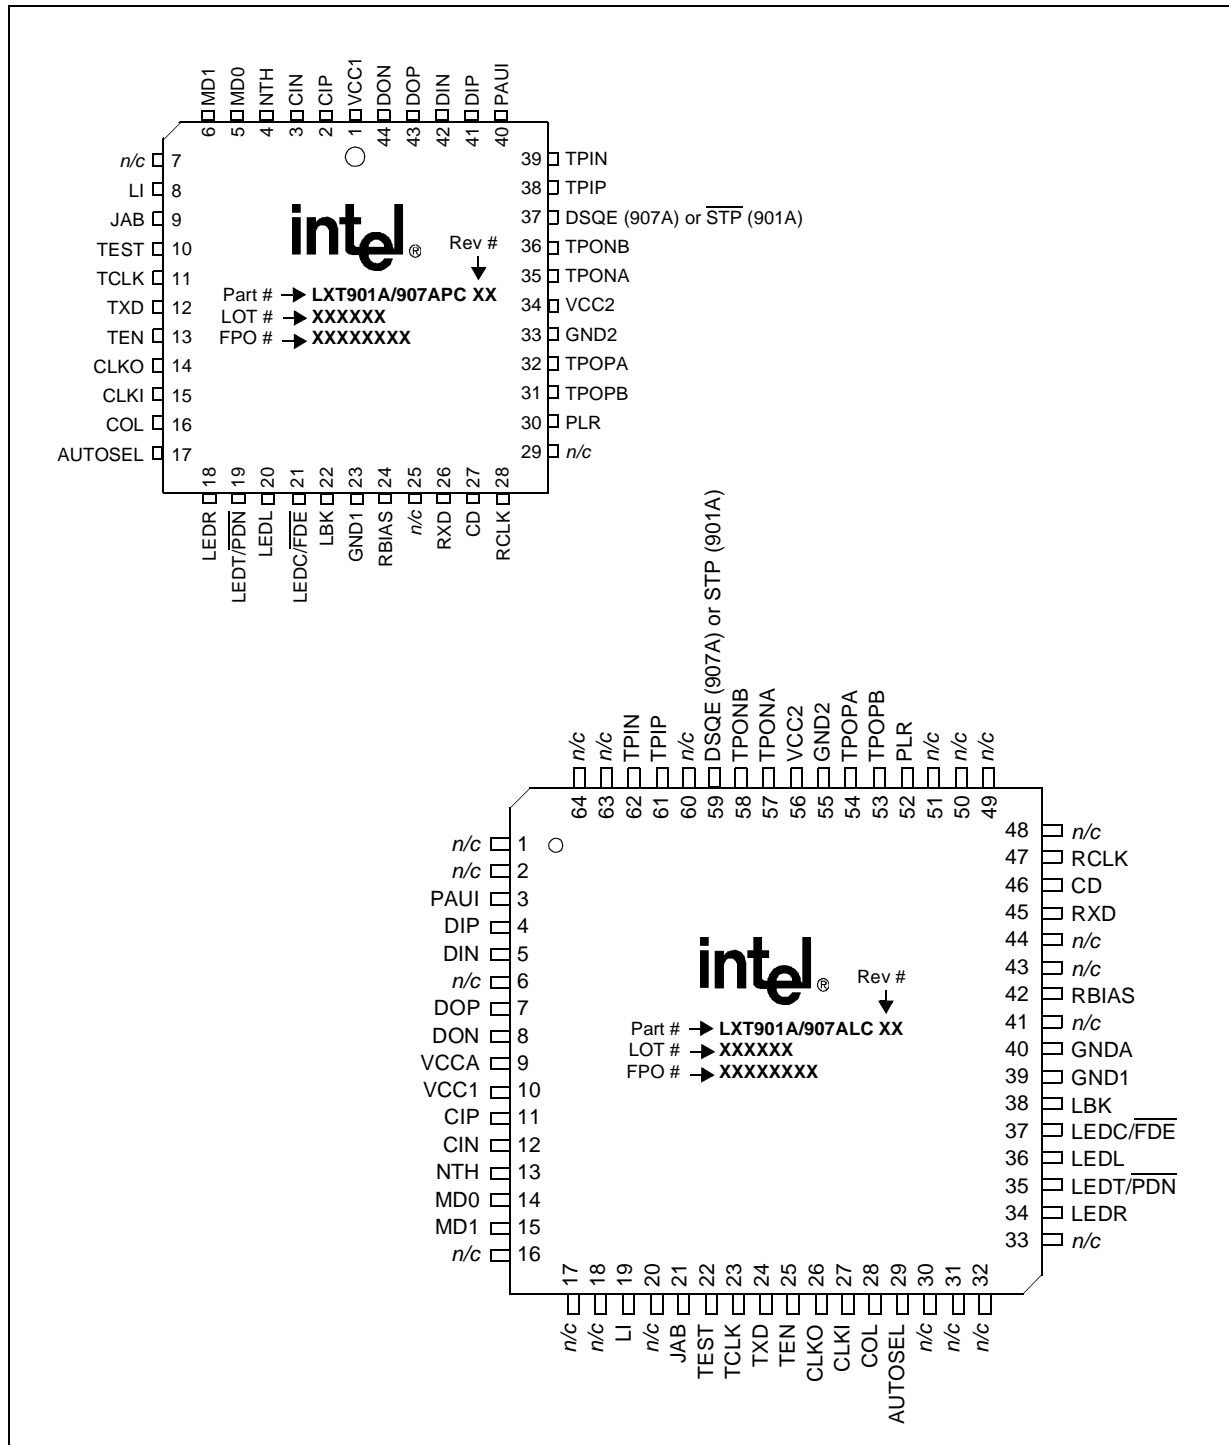 MD1 MD0 NTH CIN CIP VCC1 DON DOP DIN DIP PAUI
6 5 4 3 2 1 44 43 42 41 40
n/c 7
LI 8
JAB 9
TEST 10
TCLK 11
TXD 12
TEN 13
CLKO 14
CLKI 15
COL 16
AUTOSEL 17
intel®
Rev #
Part # LXT901A/907APC XX
LOT # XXXXXX
FPO # XXXXXXXX
39 TPIN
38 TPIP
37 DSQE (907A) or S̅T̅P̅ (901A)
36 TPONB
35 TPONA
34 VCC2
33 GND2
32 TPOPA
31 TPOPB
30 PLR
29 n/c
18 19 20 21 22 23 24 25 26 27 28
LEDR LEDT/P̅D̅N̅ LEDL LEDC/F̅D̅E̅ LBK GND1 RBIAS n/c RXD CD RCLK
n/c n/c TPIN TPIP n/c DSQE (907A) or STP (901A) TPONB TPONA VCC2 GND2 TPOPA TPOPB PLR n/c n/c n/c
64 63 62 61 60 59 58 57 56 55 54 53 52 51 50 49
n/c 1
n/c 2
PAUI 3
DIP 4
DIN 5
n/c 6
DOP 7
DON 8
VCCA 9
VCC1 10
CIP 11
CIN 12
NTH 13
MD0 14
MD1 15
n/c 16
intel®
Rev #
Part # LXT901A/907ALC XX
LOT # XXXXXX
FPO # XXXXXXXX
48 n/c
47 RCLK
46 CD
45 RXD
44 n/c
43 n/c
42 RBIAS
41 n/c
40 GNDA
39 GND1
38 LBK
37 LEDC/F̅D̅E̅
36 LEDL
35 LEDT/P̅D̅N̅
34 LEDR
33 n/c
17 18 19 20 21 22 23 24 25 26 27 28 29 30 31 32
n/c n/c LI n/c JAB TEST TCLK TXD TEN CLKO CLKI COL AUTOSEL n/c n/c n/c